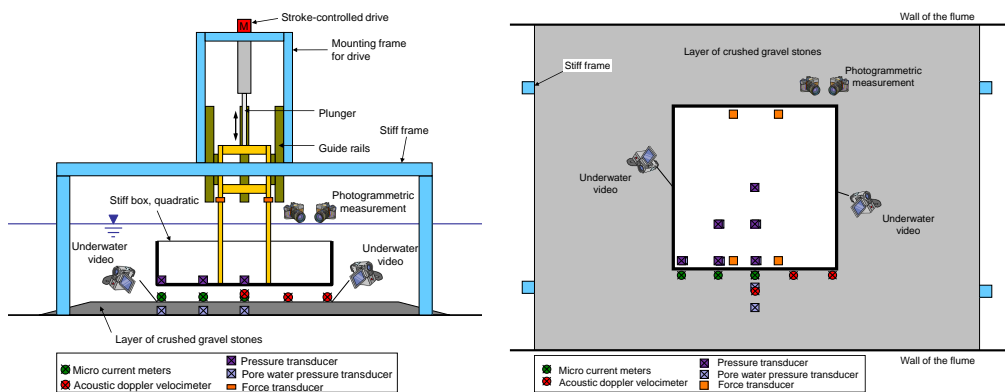 M
Stroke-controlled drive
Mounting frame
for drive
Plunger
Stiff frame
Guide rails
Photogrammetric
measurement
Stiff box, quadratic
Underwater
video
Underwater
video
Layer of crushed gravel stones
Micro current meters
Acoustic doppler velocimeter
Pressure transducer
Pore water pressure transducer
Force transducer
Wall of the flume
Layer of crushed gravel stones
Stiff frame
Photogrammetric
measurement
Underwater
video
Underwater
video
Wall of the flume
Micro current meters
Acoustic doppler velocimeter
Pressure transducer
Pore water pressure transducer
Force transducer